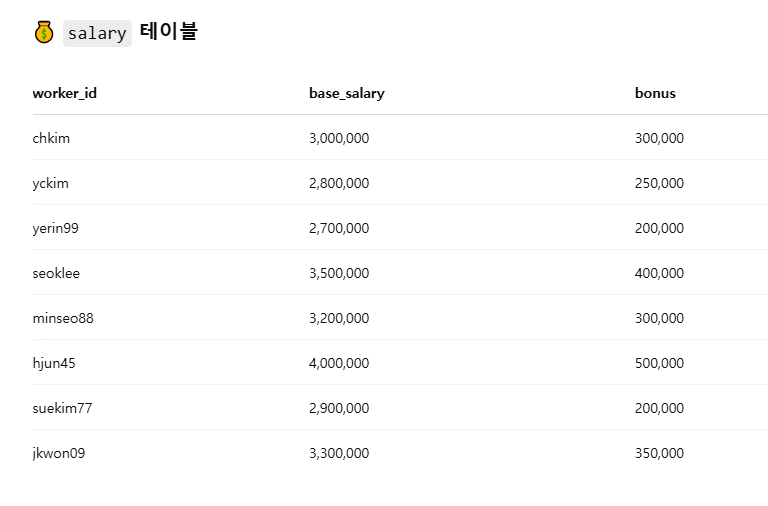 salary 테이블
worker_id base_salary bonus
chkim 3,000,000 300,000
yckim 2,800,000 250,000
yerin99 2,700,000 200,000
seoklee 3,500,000 400,000
minseo88 3,200,000 300,000
hjun45 4,000,000 500,000
suekim77 2,900,000 200,000
jkwon09 3,300,000 350,000